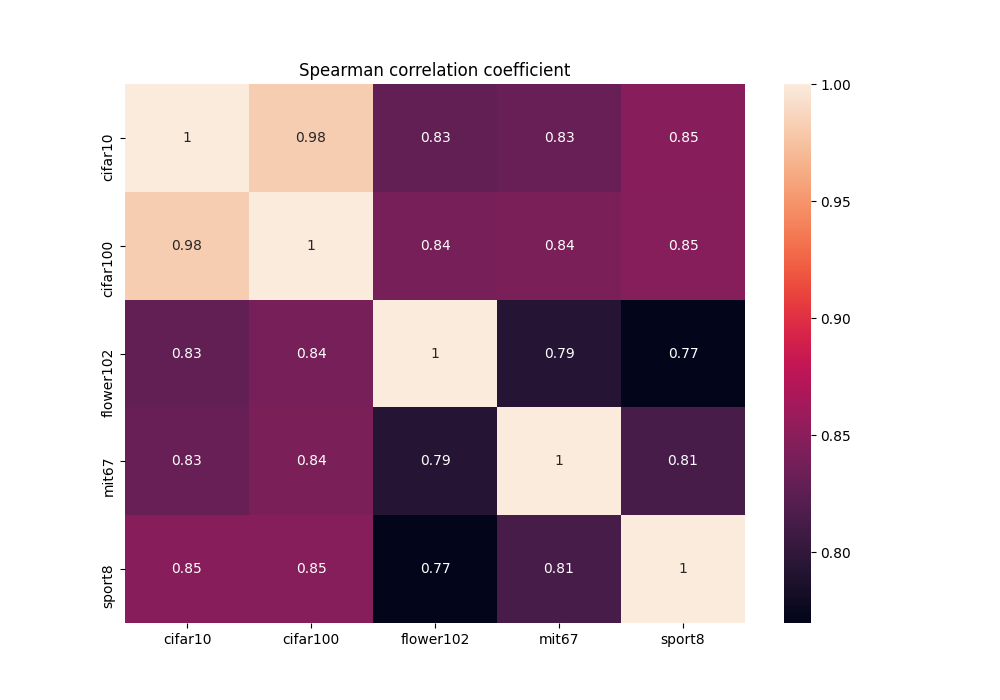 Spearman correlation coefficient
cifar10 1 0.98 0.83 0.83 0.85
cifar100 0.98 1 0.84 0.84 0.85
flower102 0.83 0.84 1 0.79 0.77
mit67 0.83 0.84 0.79 1 0.81
sport8 0.85 0.85 0.77 0.81 1
cifar10 cifar100 flower102 mit67 sport8
1.00
0.95
0.90
0.85
0.80